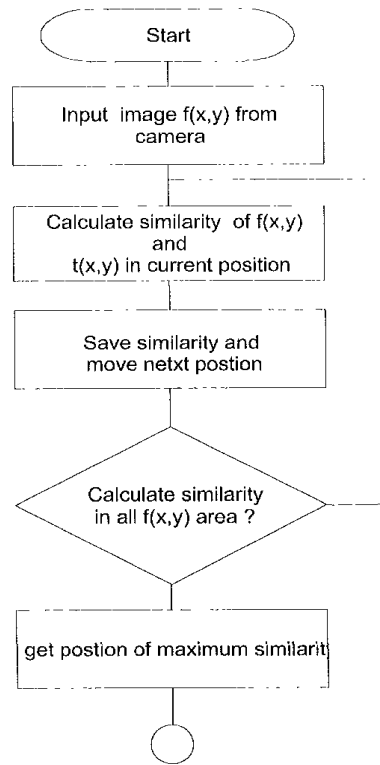 Start
Input image f(x,y) from
camera
Calculate similarity of f(x,y)
and
t(x,y) in current position
Save similarity and
move netxt postion
Calculate similarity
in all f(x,y) area ?
get postion of maximum similarit